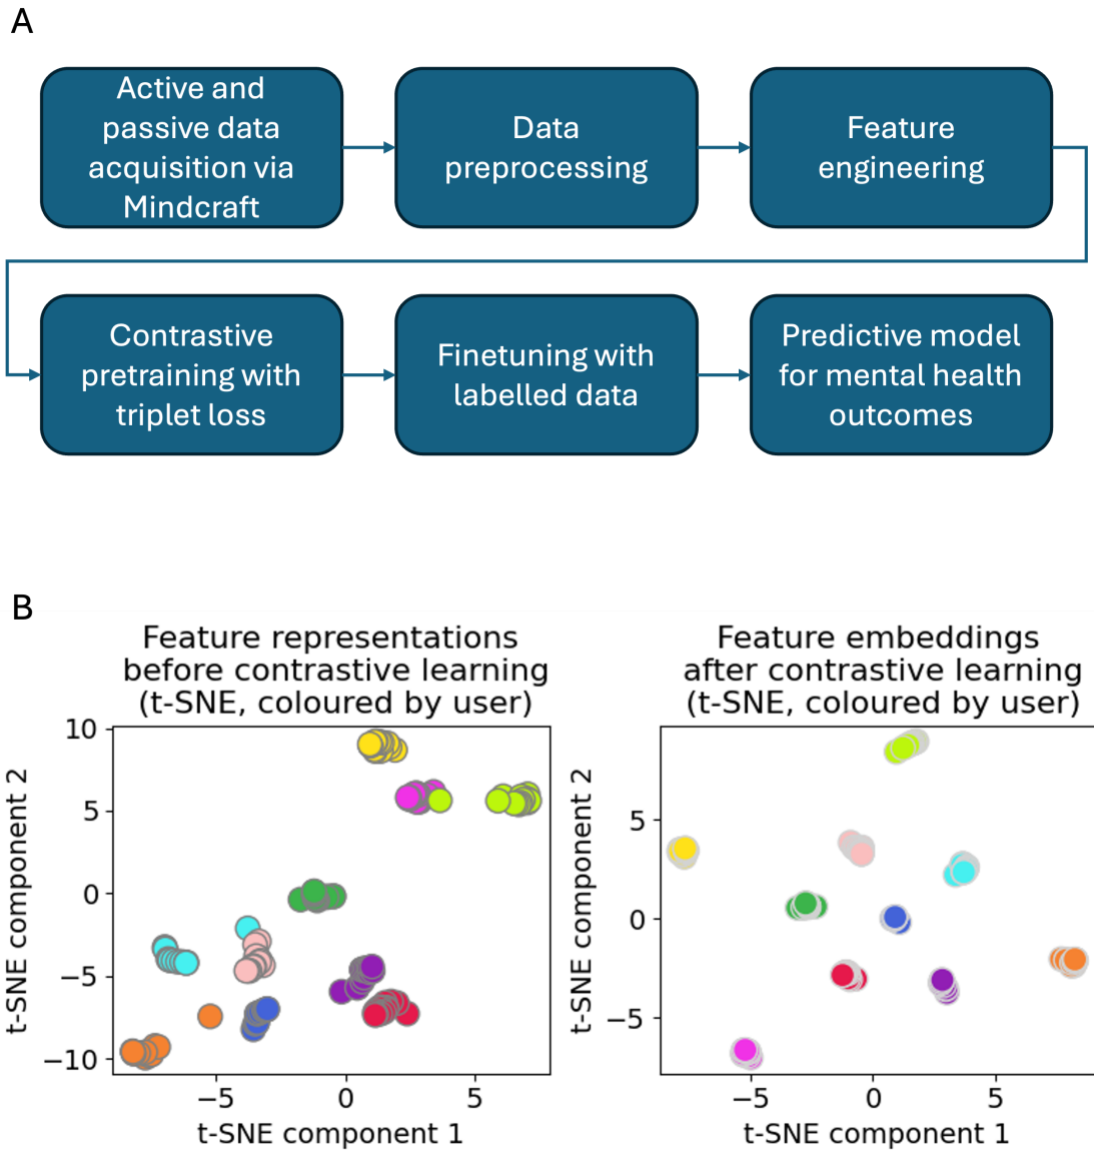 A
Active and
passive data
acquisition via
Mindcraft
Data
preprocessing
Feature
engineering
Contrastive
pretraining with
triplet loss
Finetuning with
labelled data
Predictive model
for mental health
outcomes
B
Feature representations
before contrastive learning
(t-SNE, coloured by user)
10
5
0
−5
−10
t-SNE component 2
−5 0 5
t-SNE component 1
Feature embeddings
after contrastive learning
(t-SNE, coloured by user)
5
0
−5
t-SNE component 2
−5 0 5
t-SNE component 1